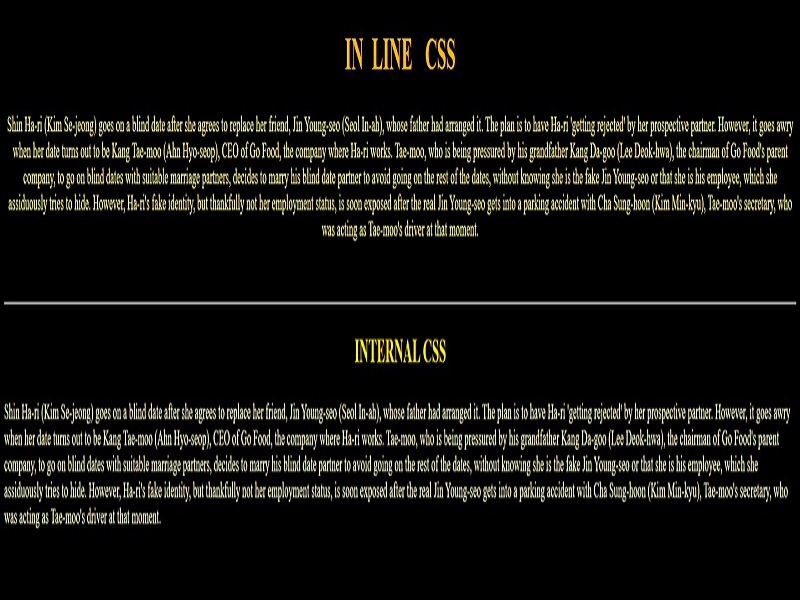 IN LINE CSS
Shin Ha-ri (Kim Se-jeong) goes on a blind date after she agrees to replace her friend, Jin Young-seo (Seol In-ah), whose father had arranged it. The plan is to have Ha-ri 'getting rejected' by her prospective partner. However, it goes awry
when her date turns out to be Kang Tae-moo (Ahn Hyo-seop), CEO of Go Food, the company where Ha-ri works. Tae-moo, who is being pressured by his grandfather Kang Da-goo (Lee Deok-hwa), the chairman of Go Food's parent
company, to go on blind dates with suitable marriage partners, decides to marry his blind date partner to avoid going on the rest of the dates, without knowing she is the fake Jin Young-seo or that she is his employee, which she
assiduously tries to hide. However, Ha-ri's fake identity, but thankfully not her employment status, is soon exposed after the real Jin Young-seo gets into a parking accident with Cha Sung-hoon (Kim Min-kyu), Tae-moo's secretary, who
was acting as Tae-moo's driver at that moment.
INTERNAL CSS
Shin Ha-ri (Kim Se-jeong) goes on a blind date after she agrees to replace her friend, Jin Young-seo (Seol In-ah), whose father had arranged it. The plan is to have Ha-ri 'getting rejected' by her prospective partner. However, it goes awry
when her date turns out to be Kang Tae-moo (Ahn Hyo-seop), CEO of Go Food, the company where Ha-ri works. Tae-moo, who is being pressured by his grandfather Kang Da-goo (Lee Deok-hwa), the chairman of Go Food's parent
company, to go on blind dates with suitable marriage partners, decides to marry his blind date partner to avoid going on the rest of the dates, without knowing she is the fake Jin Young-seo or that she is his employee, which she
assiduously tries to hide. However, Ha-ri's fake identity, but thankfully not her employment status, is soon exposed after the real Jin Young-seo gets into a parking accident with Cha Sung-hoon (Kim Min-kyu), Tae-moo's secretary, who
was acting as Tae-moo's driver at that moment.